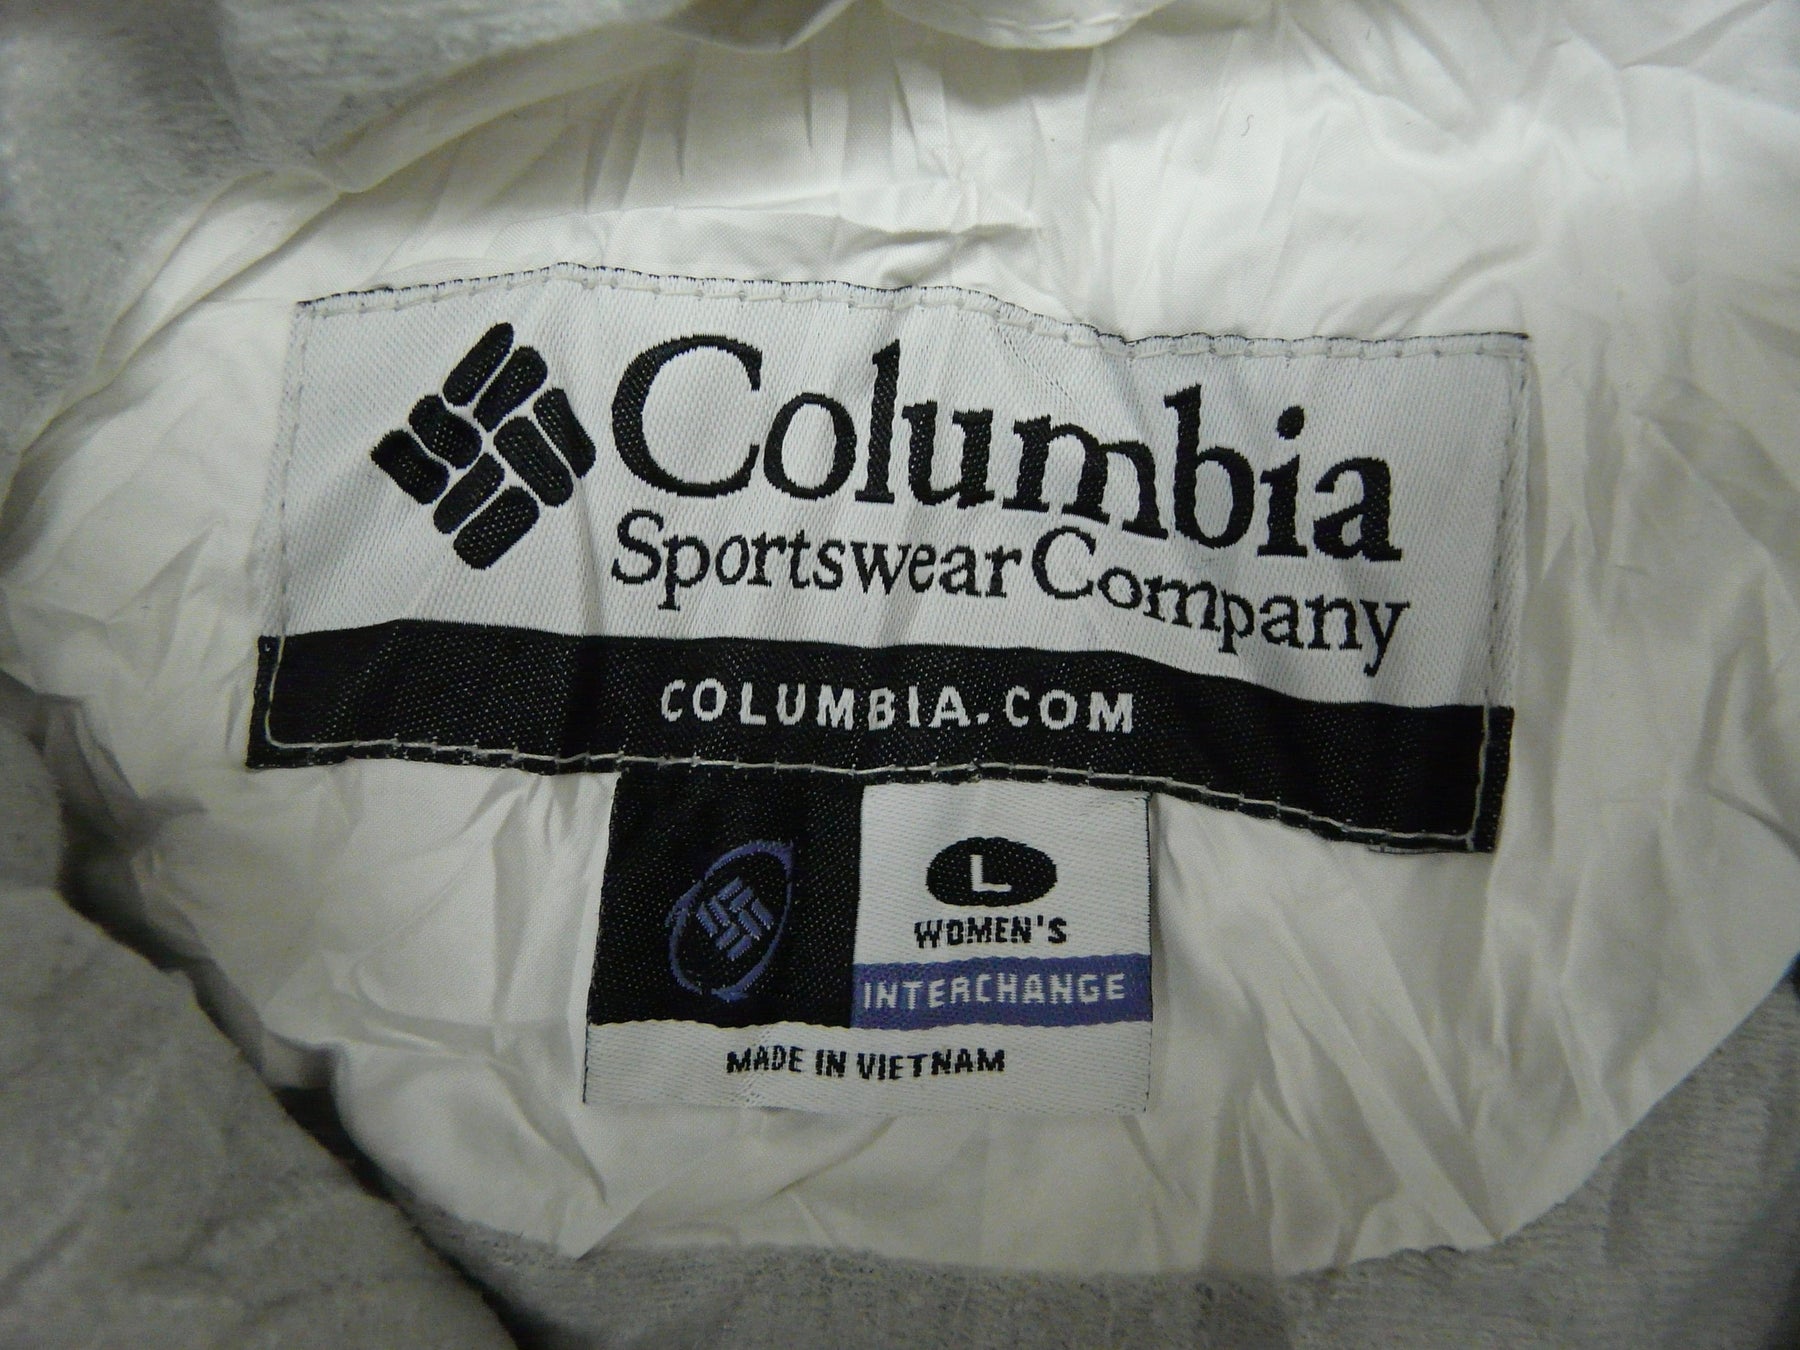 Columbia
Sportswear Company
COLUMBIA.COM
L
WOMEN'S
INTERCHANGE
MADE IN VIETNAM